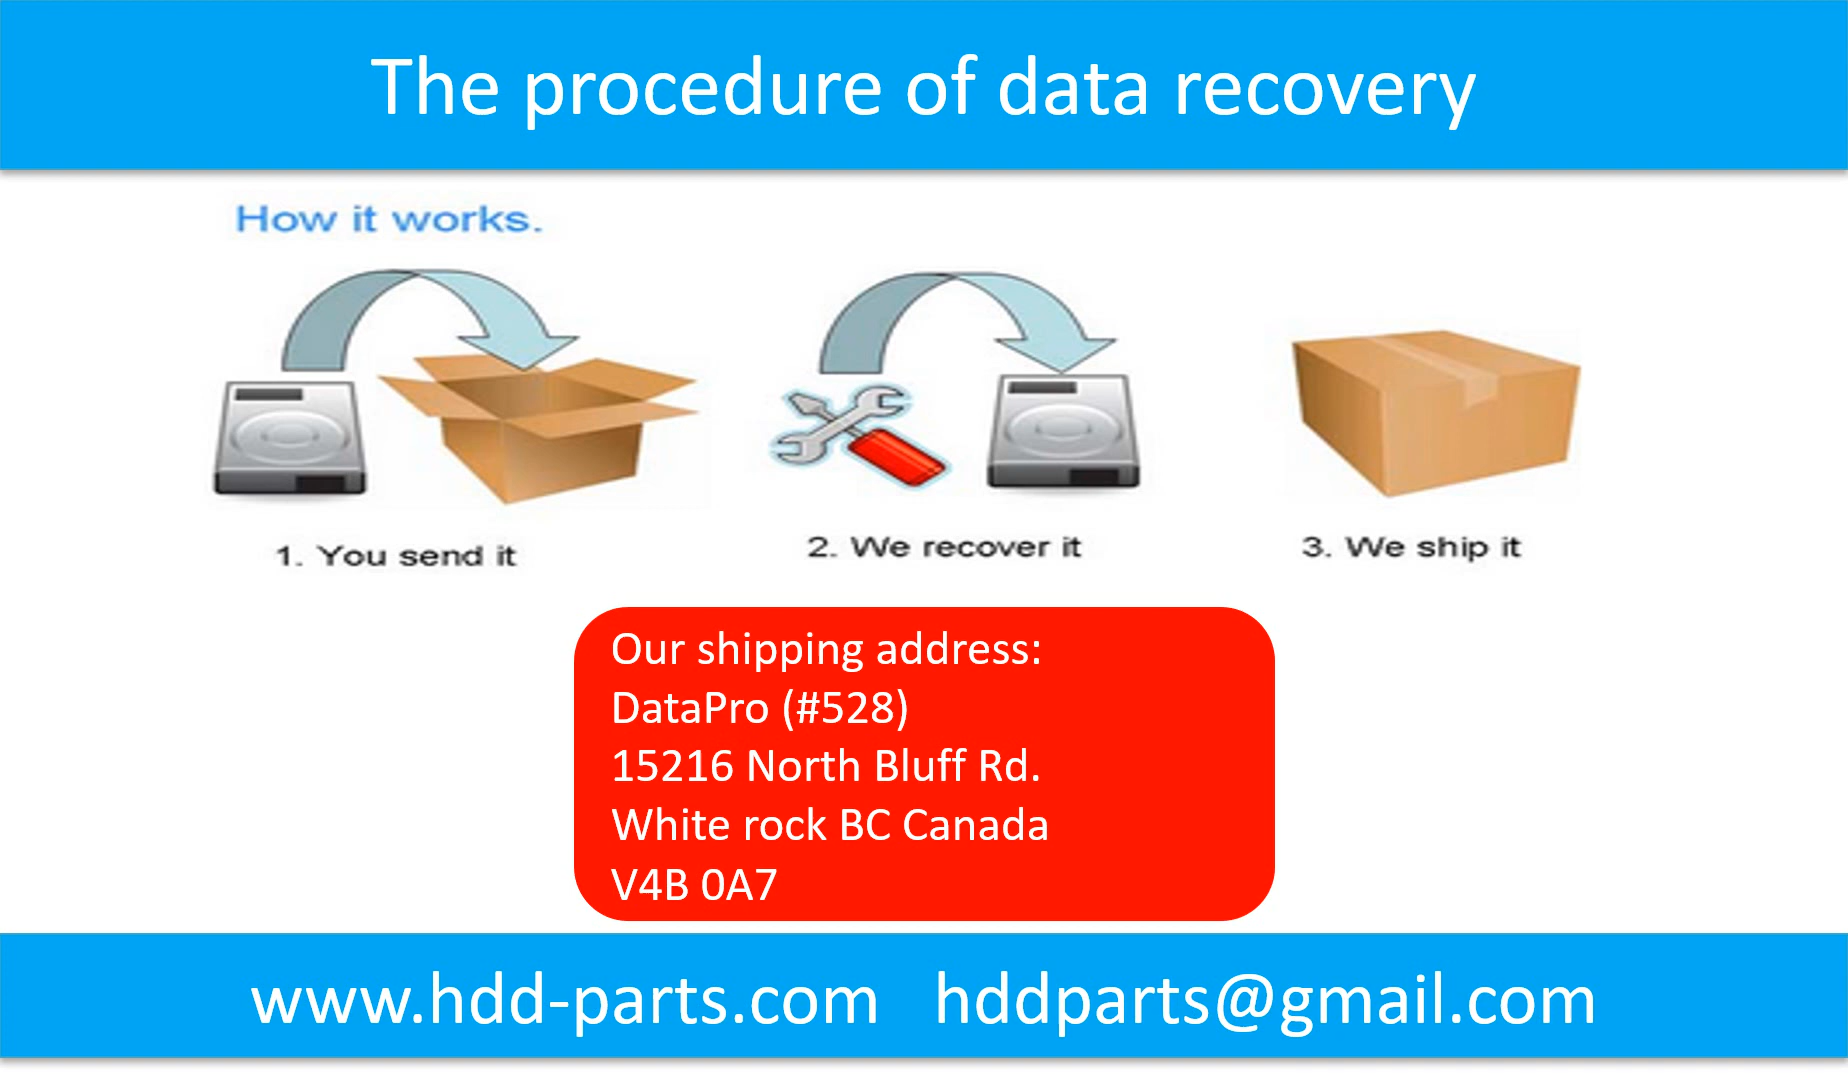 The procedure of data recovery
How it works.
1. You send it
2. We recover it
3. We ship it
Our shipping address:
DataPro (#528)
15216 North Bluff Rd.
White rock BC Canada
V4B 0A7
www.hdd-parts.com hddparts@gmail.com